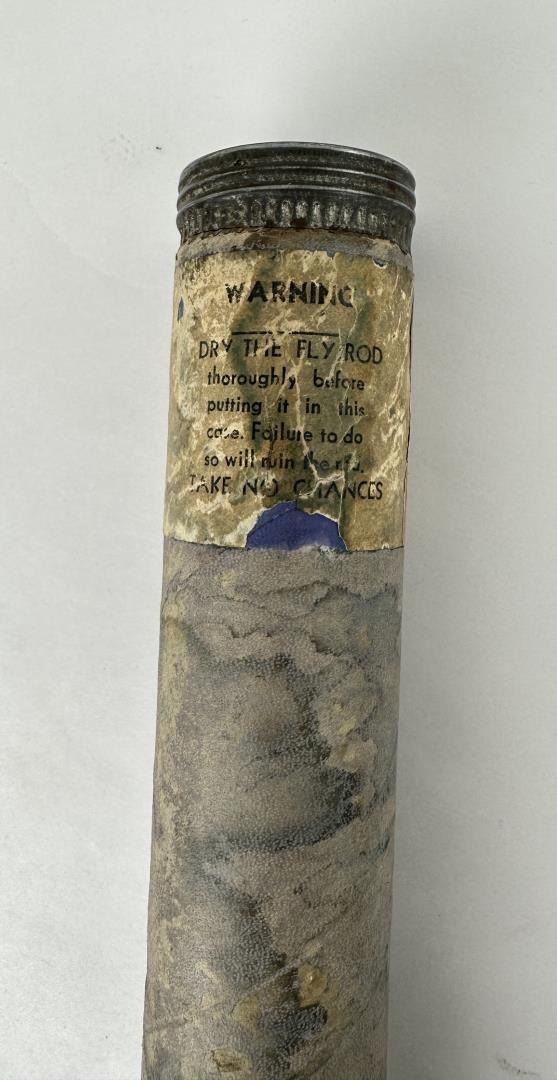 WARNING
DRY THE FLY ROD
thoroughly before
putting it in this
case. Failure to do
so will ruin the rod.
TAKE NO CHANCES